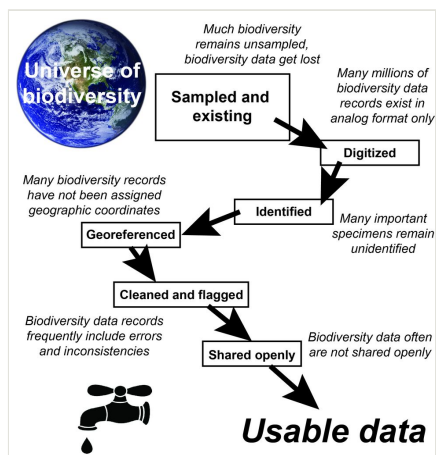 Universe of
biodiversity
Much biodiversity
remains unsampled,
biodiversity data get lost
Sampled and
existing
Many millions of
biodiversity data
records exist in
analog format only
Digitized
Many biodiversity records
have not been assigned
geographic coordinates
Identified
Many important
specimens remain
unidentified
Georeferenced
Cleaned and flagged
Biodiversity data records
frequently include errors
and inconsistencies
Shared openly
Biodiversity data often
are not shared openly
Usable data